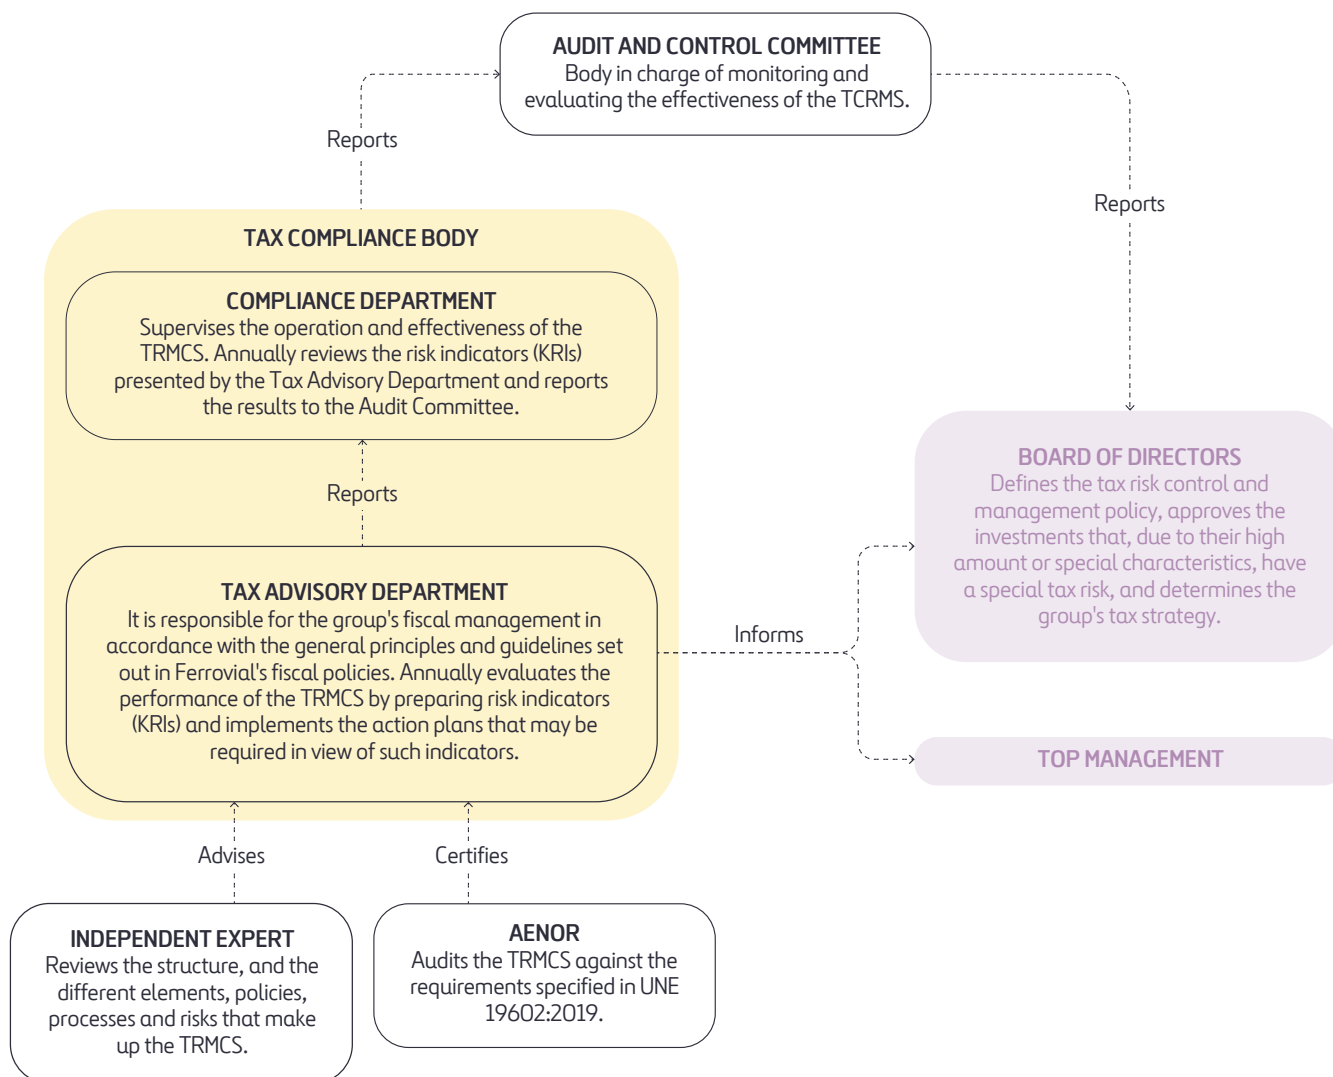 AUDIT AND CONTROL COMMITTEE
Body in charge of monitoring and
evaluating the effectiveness of the TCRMS.
Reports
Reports
TAX COMPLIANCE BODY
COMPLIANCE DEPARTMENT
Supervises the operation and effectiveness of the
TRMCS. Annually reviews the risk indicators (KRIs)
presented by the Tax Advisory Department and reports
the results to the Audit Committee.
Reports
TAX ADVISORY DEPARTMENT
It is responsible for the group's fiscal management in
accordance with the general principles and guidelines set
out in Ferrovial's fiscal policies. Annually evaluates the
performance of the TRMCS by preparing risk indicators
(KRIs) and implements the action plans that may be
required in view of such indicators.
Informs
BOARD OF DIRECTORS
Defines the tax risk control and
management policy, approves the
investments that, due to their high
amount or special characteristics, have
a special tax risk, and determines the
group's tax strategy.
TOP MANAGEMENT
Advises
Certifies
INDEPENDENT EXPERT
Reviews the structure, and the
different elements, policies,
processes and risks that make
up the TRMCS.
AENOR
Audits the TRMCS against the
requirements specified in UNE
19602:2019.